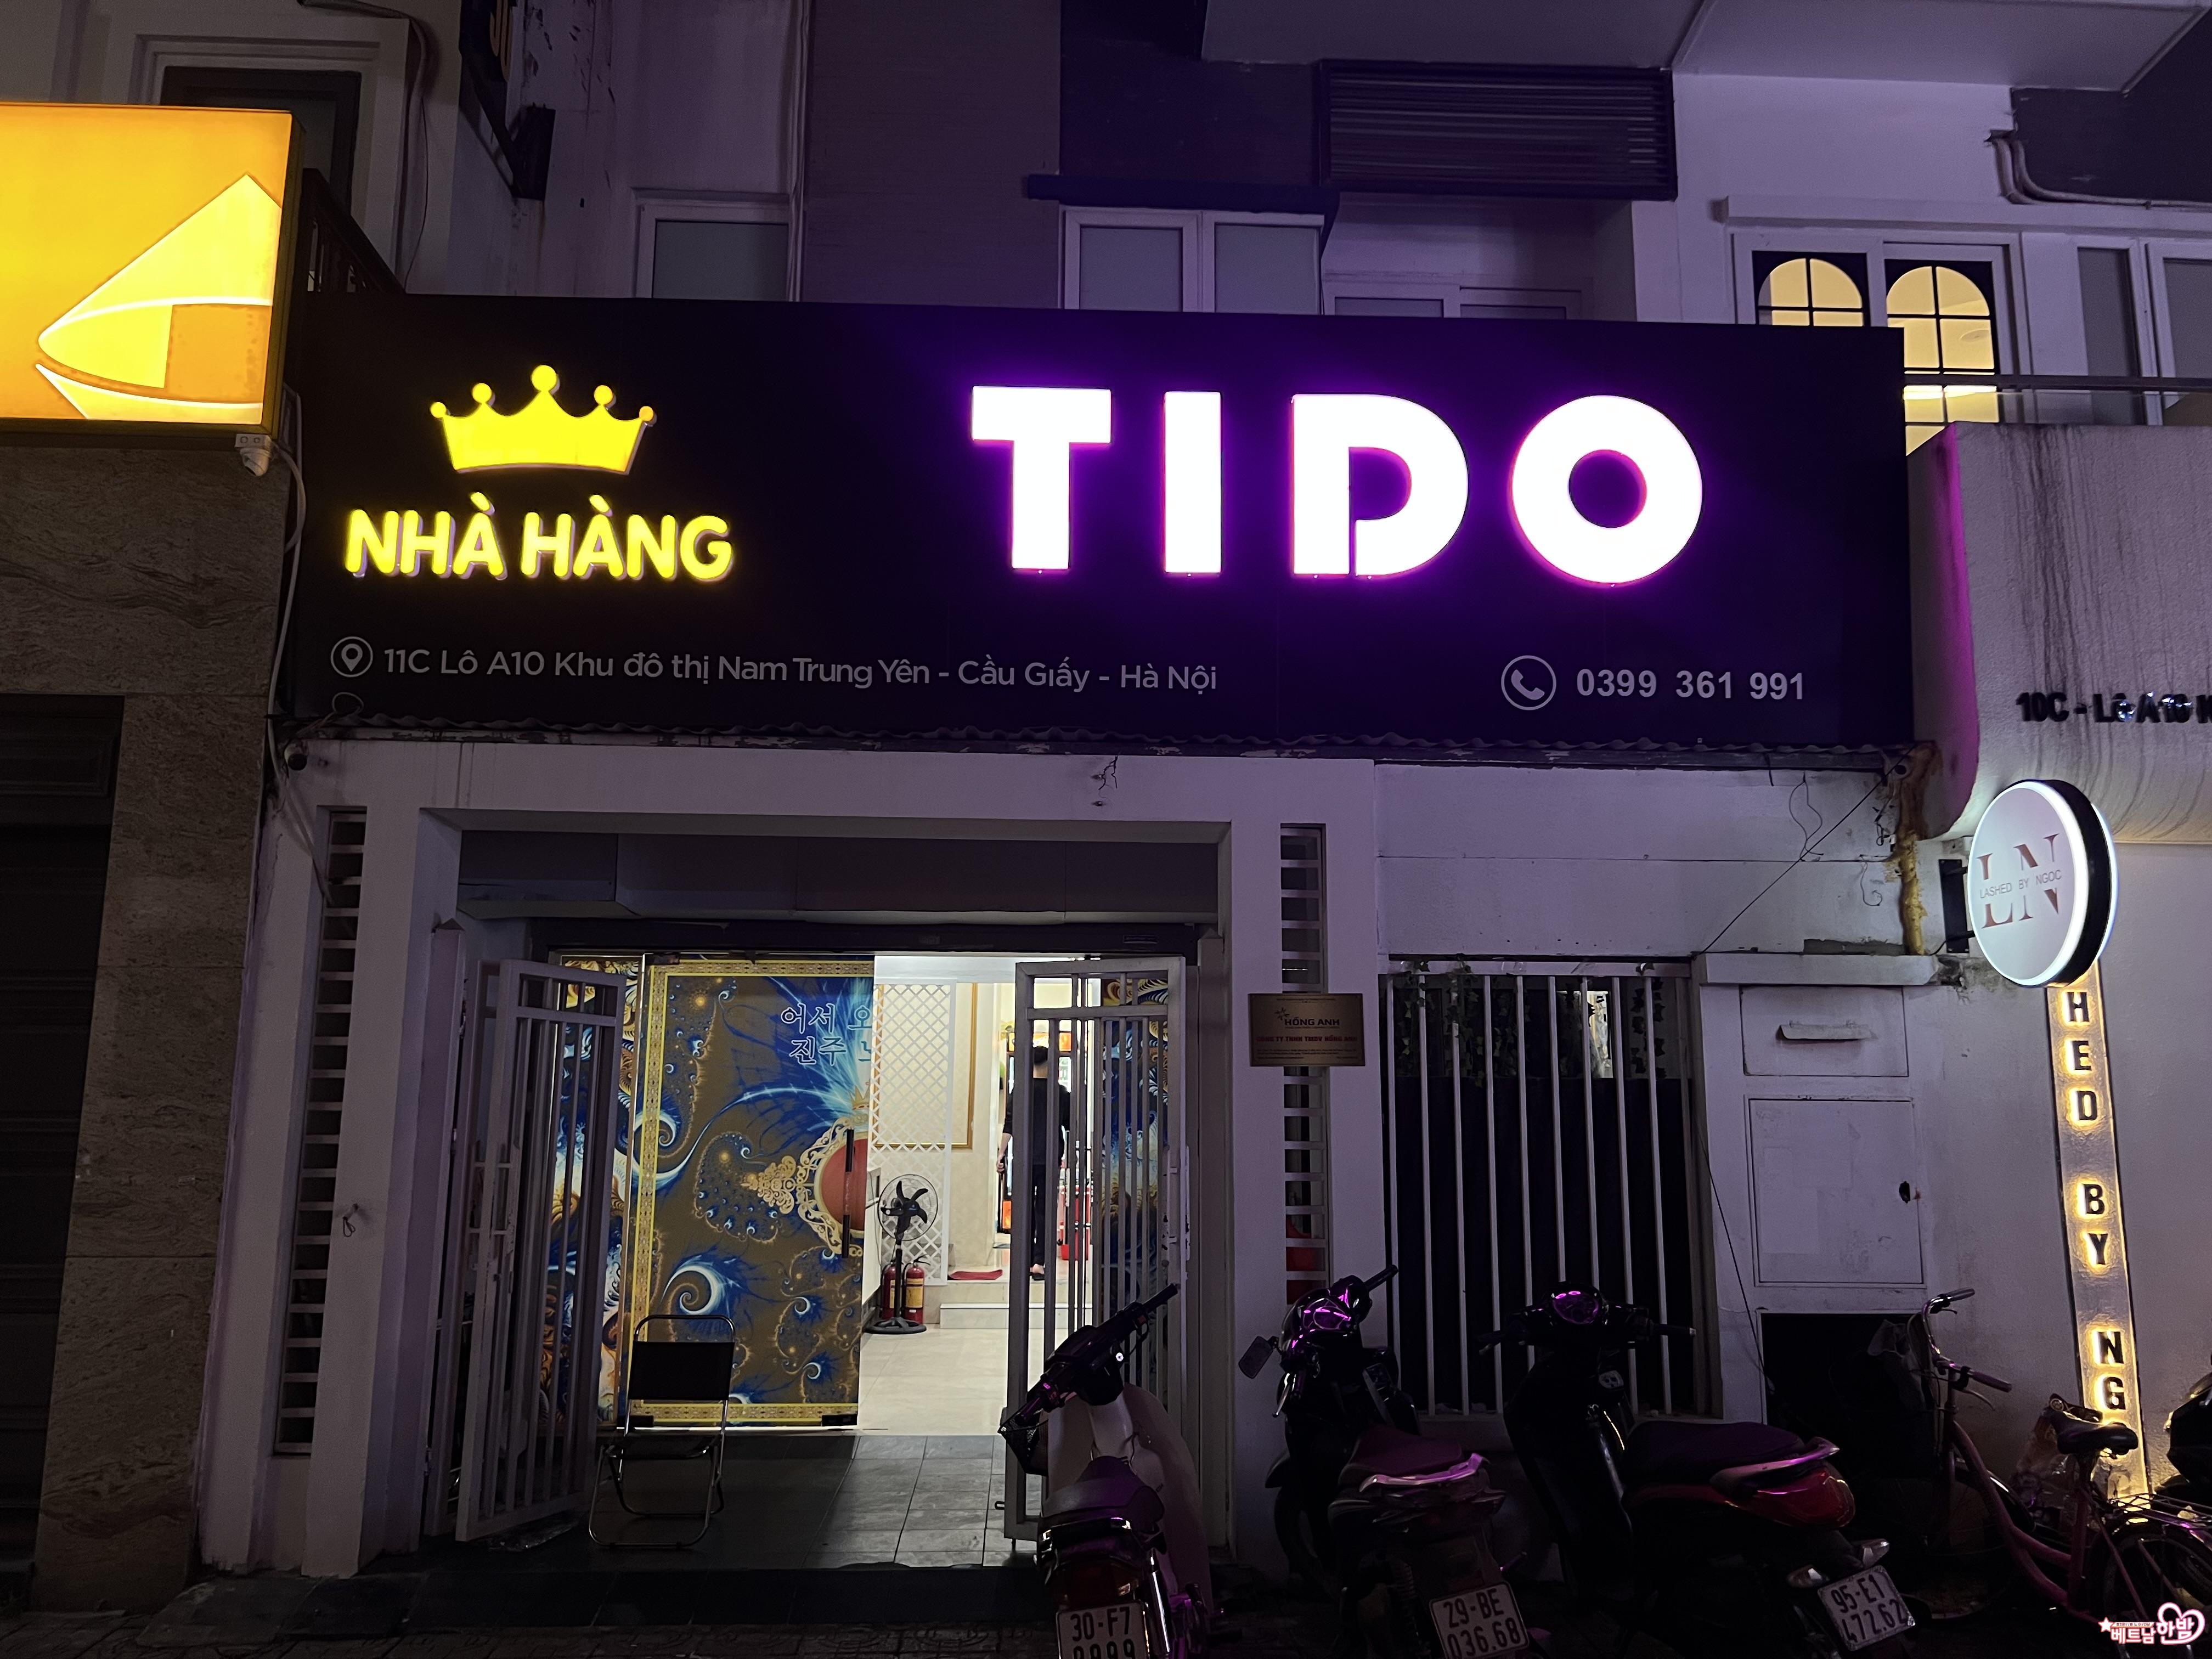 TIDO
NHÀ HÀNG
11C Lô A10 Khu đô thị Nam Trung Yên - Cầu Giấy - Hà Nội
0399 361 991
10C - Lô A10
LN
LASHED BY NGOC
HED BY NG
어서 오
진주
HỒNG ANH
30-F7
29-BE
036.68
95-E1
472.62
베트남 하밤